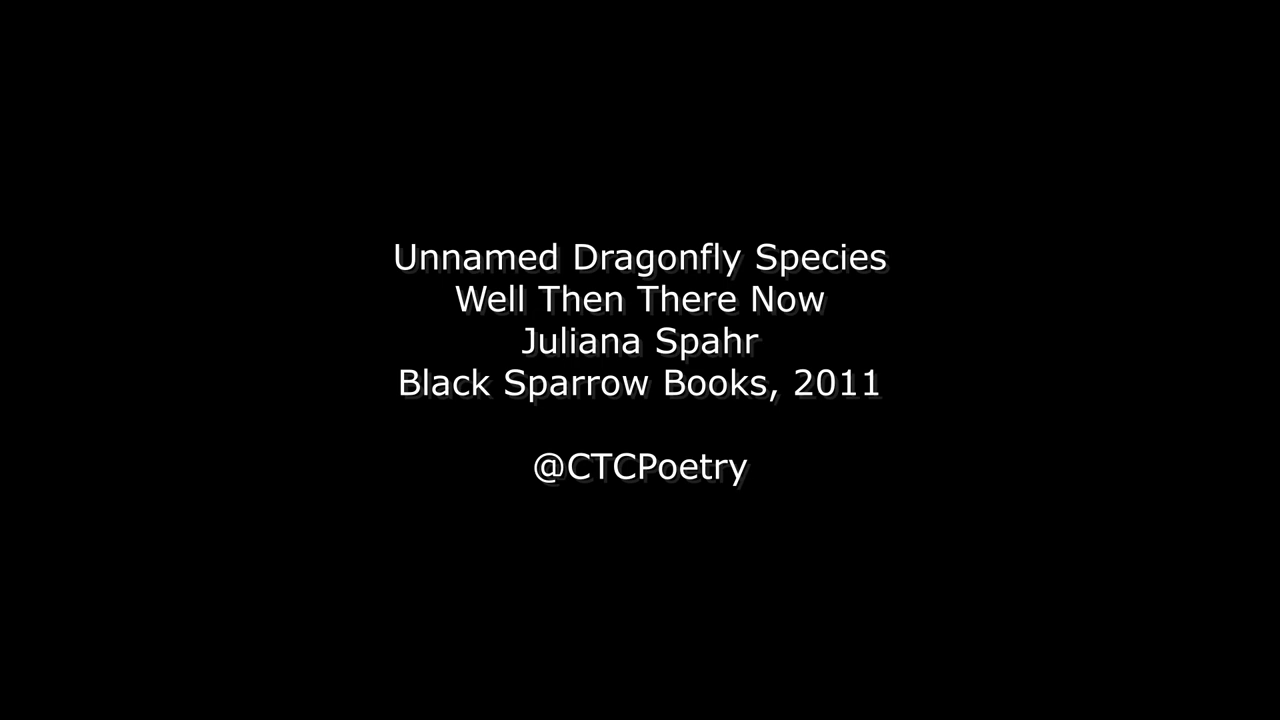 Unnamed Dragonfly Species
Well Then There Now
Juliana Spahr
Black Sparrow Books, 2011
@CTCPoetry